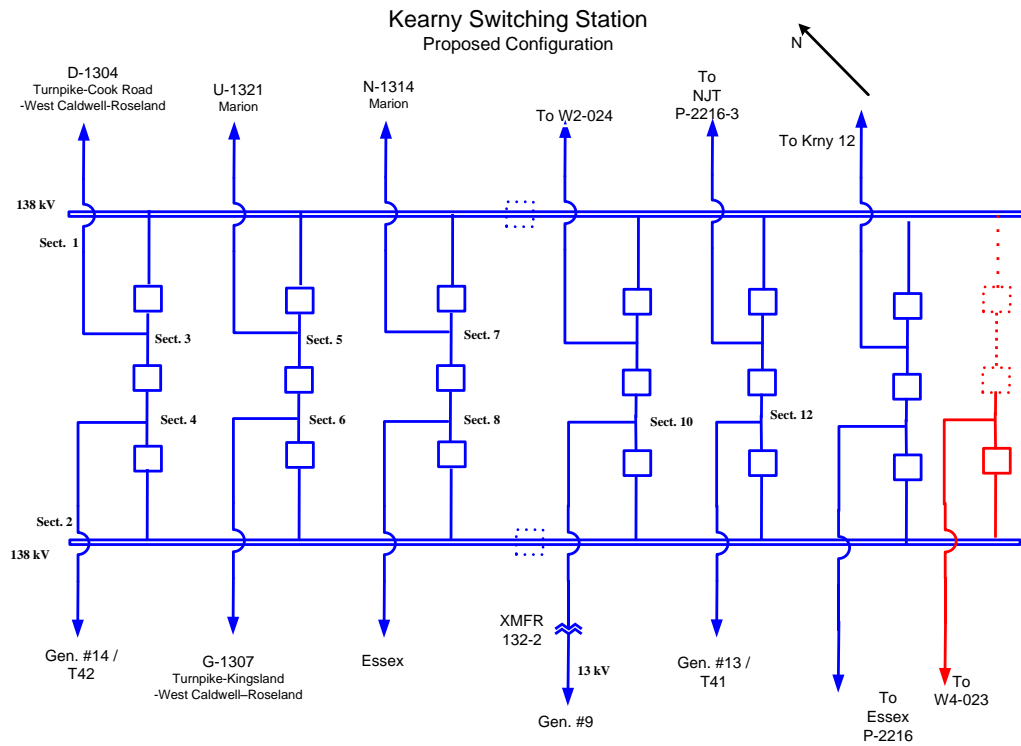 Kearny Switching Station
Proposed Configuration
N
D-1304
Turnpike-Cook Road
-West Caldwell-Roseland
U-1321
Marion
N-1314
Marion
To W2-024
To
NJT
P-2216-3
To Krny 12
138 kV
Sect. 1
Sect. 3
Sect. 5
Sect. 7
Sect. 4
Sect. 6
Sect. 8
Sect. 10
Sect. 12
Sect. 2
138 kV
Gen. #14 /
T42
G-1307
Turnpike-Kingsland
-West Caldwell–Roseland
Essex
XMFR
132-2
13 kV
Gen. #9
Gen. #13 /
T41
To
Essex
P-2216
To
W4-023